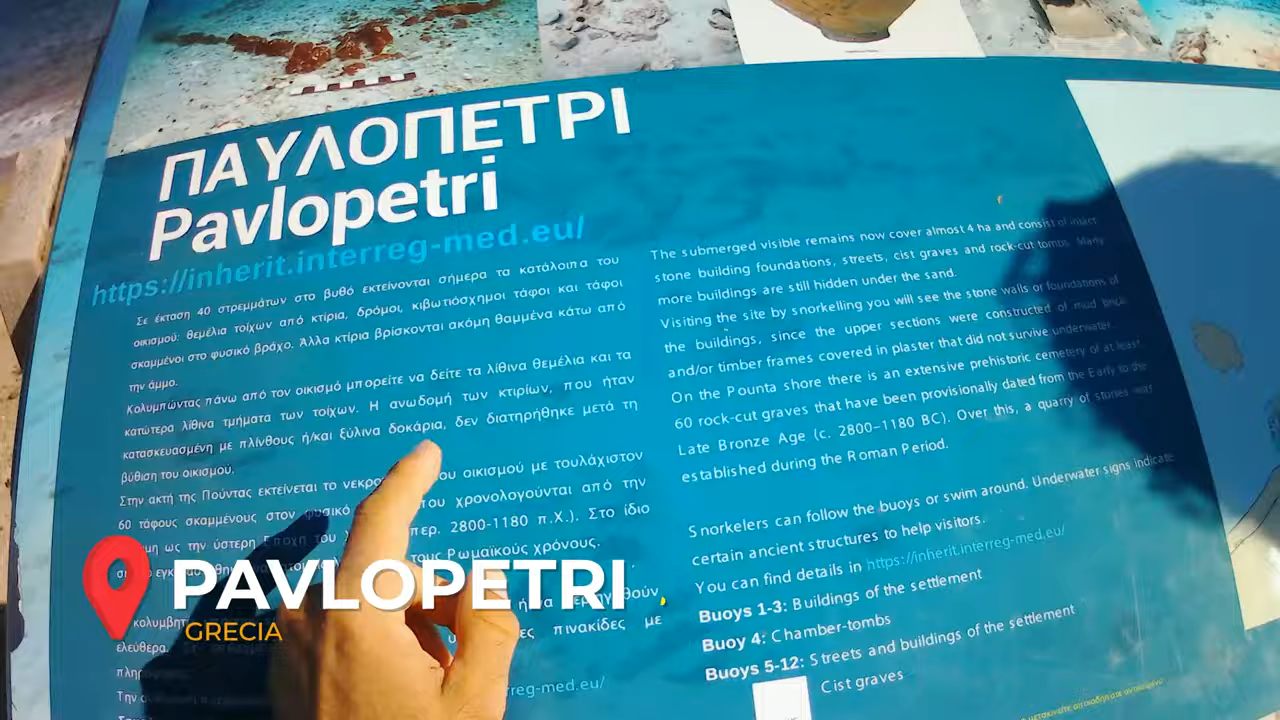 ΠΑΥΛΟΠΕΤΡΙ
Pavlopetri
https://inherit.interreg-med.eu/
Σε έκταση 40 στρεμμάτων στο βυθό εκτείνονται σήμερα τα κατάλοιπα του
οικισμού: θεμέλια τοίχων από κτίρια, δρόμοι, κιβωτιόσχημοι τάφοι και τάφοι
σκαμμένοι στο φυσικό βράχο. Άλλα κτίρια βρίσκονται ακόμη θαμμένα κάτω από
την άμμο.
Κολυμπώντας πάνω από τον οικισμό μπορείτε να δείτε τα λίθινα θεμέλια και τα
κατώτερα λίθινα τμήματα των τοίχων. Η ανωδομή των κτιρίων, που ήταν
κατασκευασμένη με πλίνθους ή/και ξύλινα δοκάρια, δεν διατηρήθηκε μετά τη
βύθιση του οικισμού.
Στην ακτή της Πούντας εκτείνεται το νεκρο ου οικισμού με τουλάχιστον
60 τάφους σκαμμένους στον φυσικό που χρονολογούνται από την
μη ως την ύστερη Εποχή του περ. 2800-1180 π.Χ.). Στο ίδιο
τους Ρωμαϊκούς χρόνους.
πινακίδες με
ελεύθερα.
Την
rreg-med.eu/
The submerged visible remains now cover almost 4 ha and consist of intact
stone building foundations, streets, cist graves and rock-cut tombs. Many
more buildings are still hidden under the sand.
Visiting the site by snorkelling you will see the stone walls or foundations of
the buildings, since the upper sections were constructed of mud brick
and/or timber frames covered in plaster that did not survive underwater.
On the Pounta shore there is an extensive prehistoric cemetery of at least
60 rock-cut graves that have been provisionally dated from the Early to the
Late Bronze Age (c. 2800–1180 BC). Over this, a quarry of stones was
established during the Roman Period.
Snorkelers can follow the buoys or swim around. Underwater signs indicate
certain ancient structures to help visitors.
You can find details in https://inherit.interreg-med.eu/
Buoys 1-3: Buildings of the settlement
Buoy 4: Chamber-tombs
Buoys 5-12: Streets and buildings of the settlement
Cist graves
PAVLOPETRI
GRECIA